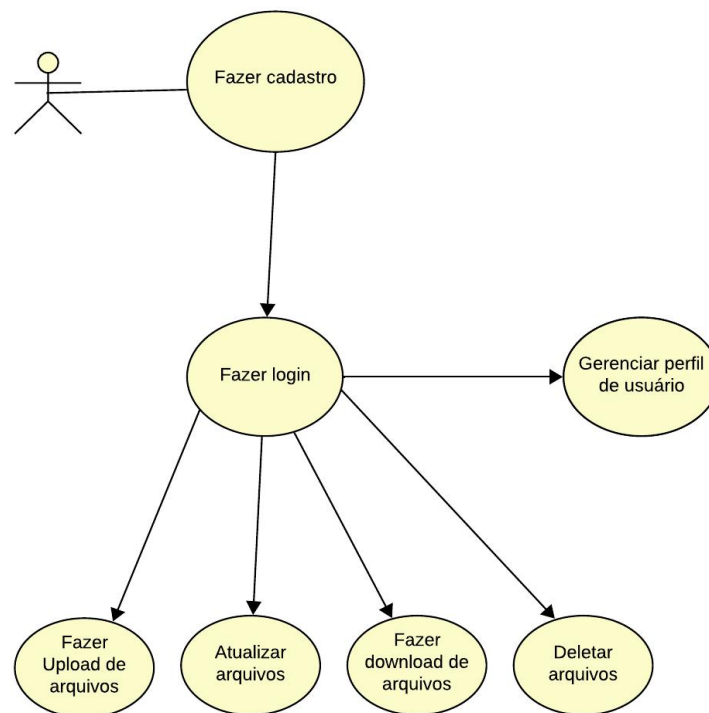 Fazer cadastro
Fazer login
Gerenciar perfil
de usuário
Fazer
Upload de
arquivos
Atualizar
arquivos
Fazer
download de
arquivos
Deletar
arquivos